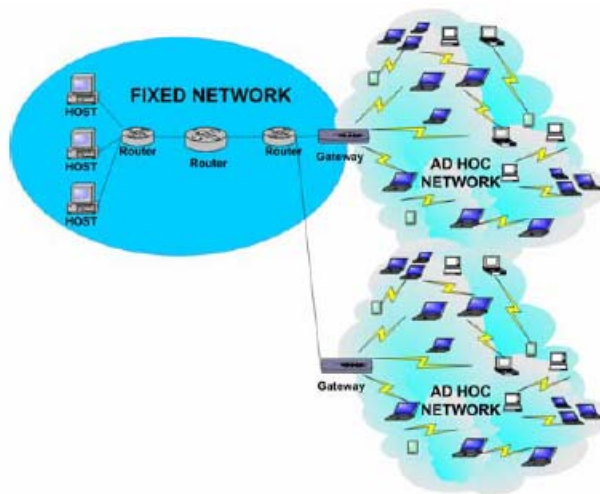 FIXED NETWORK
HOST
HOST
HOST
Router
Router
Router
Gateway
AD HOC
NETWORK
Gateway
AD HOC
NETWORK